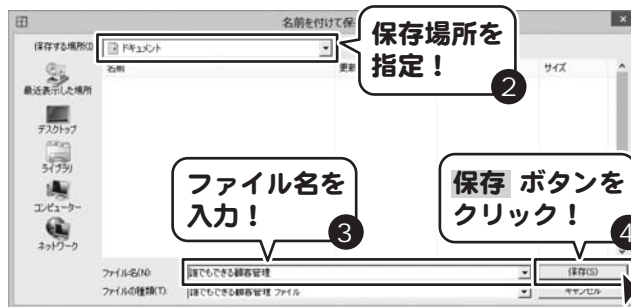 名前を付けて保
保存する場所(I):
ドキュメント
保存場所を
指定！
2
名前
更新
サイズ
最近表示した場所
デスクトップ
ライブラリ
コンピューター
ネットワーク
ファイル名を
入力！
3
保存 ボタンを
クリック！
4
ファイル名(N):
誰でもできる顧客管理
保存(S)
ファイルの種類(T):
誰でもできる顧客管理 ファイル
キャンセル